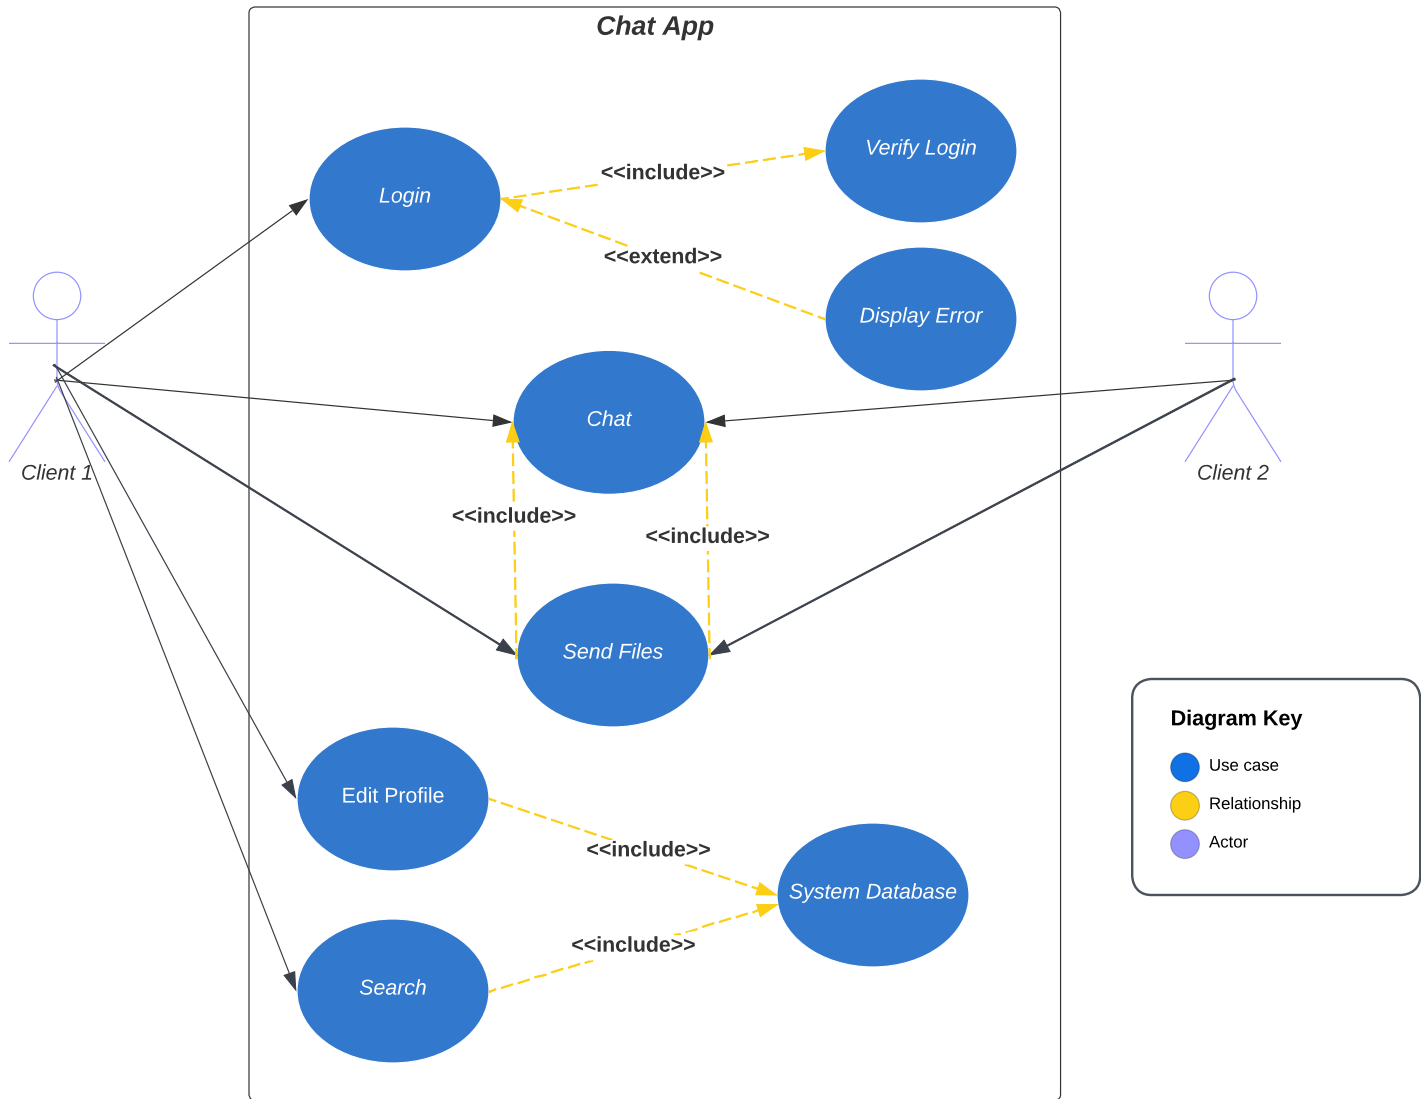 Chat App
Verify Login
<<include>>
Login
<<extend>>
Display Error
Chat
Client 1
Client 2
<<include>>
<<include>>
Send Files
Diagram Key
Use case
Relationship
Actor
Edit Profile
<<include>>
System Database
<<include>>
Search